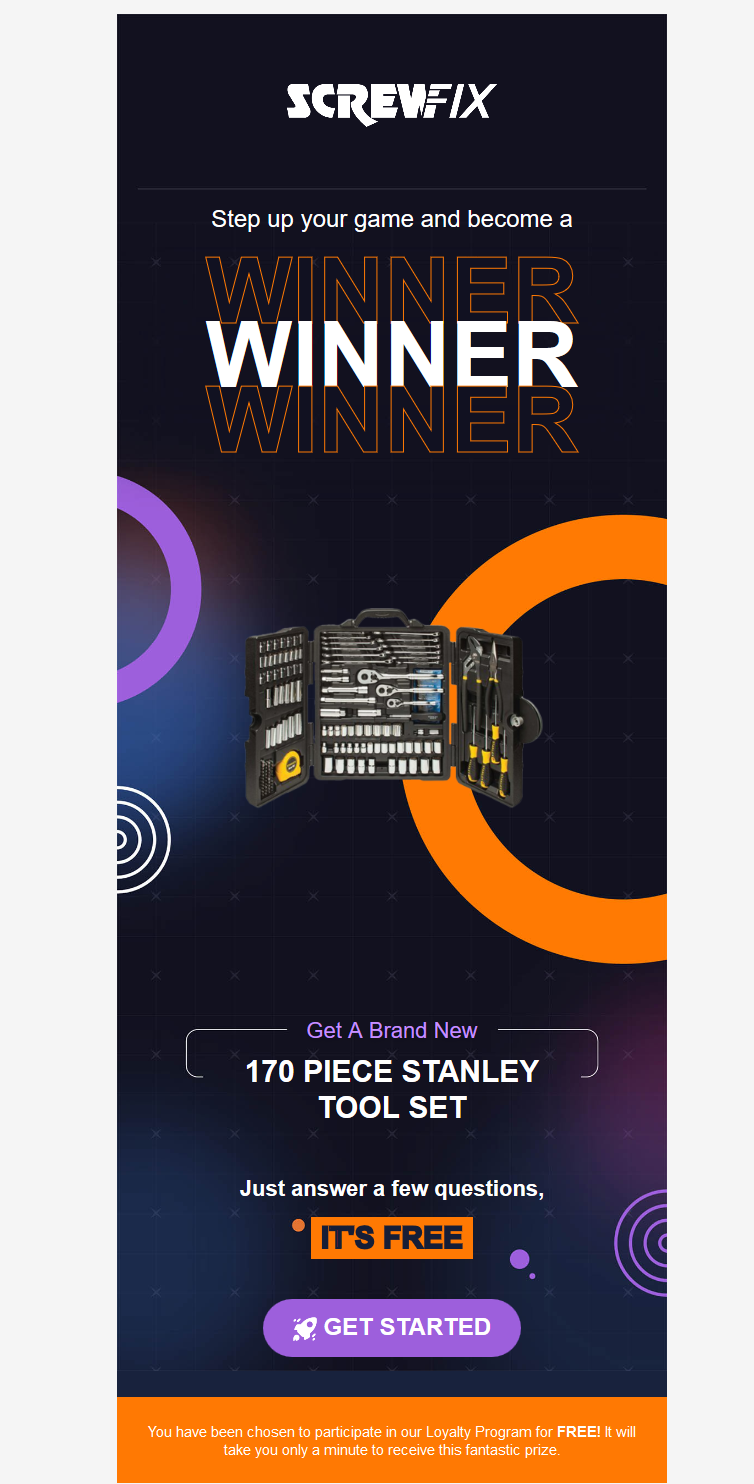 SCREWFIX
Step up your game and become a
WINNER
WINNER
WINNER
Get A Brand New
170 PIECE STANLEY
TOOL SET
Just answer a few questions,
IT'S FREE
GET STARTED
You have been chosen to participate in our Loyalty Program for FREE! It will
take you only a minute to receive this fantastic prize.